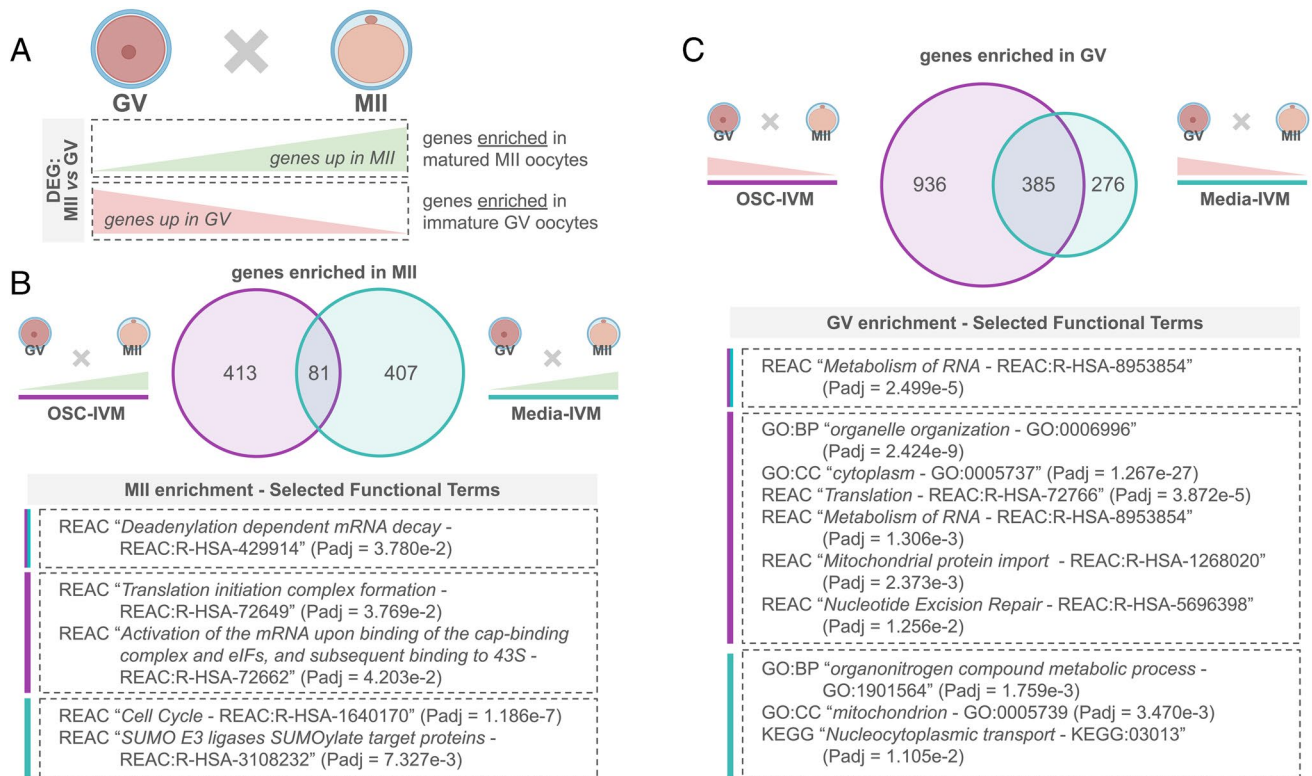 A
GV
MII
DEG:
MII vs GV
genes up in MII
genes enriched in
matured MII oocytes
genes up in GV
genes enriched in
immature GV oocytes
B
genes enriched in MII
GV
MII
OSC-IVM
413
81
407
GV
MII
Media-IVM
MII enrichment - Selected Functional Terms
REAC “Deadenylation dependent mRNA decay -
REAC:R-HSA-429914” (Padj = 3.780e-2)
REAC “Translation initiation complex formation -
REAC:R-HSA-72649” (Padj = 3.769e-2)
REAC “Activation of the mRNA upon binding of the cap-binding
complex and eIFs, and subsequent binding to 43S -
REAC:R-HSA-72662” (Padj = 4.203e-2)
REAC “Cell Cycle - REAC:R-HSA-1640170” (Padj = 1.186e-7)
REAC “SUMO E3 ligases SUMOylate target proteins -
REAC:R-HSA-3108232” (Padj = 7.327e-3)
C
genes enriched in GV
GV
MII
OSC-IVM
936
385
276
GV
MII
Media-IVM
GV enrichment - Selected Functional Terms
REAC “Metabolism of RNA - REAC:R-HSA-8953854”
(Padj = 2.499e-5)
GO:BP “organelle organization - GO:0006996”
(Padj = 2.424e-9)
GO:CC “cytoplasm - GO:0005737” (Padj = 1.267e-27)
REAC “Translation - REAC:R-HSA-72766” (Padj = 3.872e-5)
REAC “Metabolism of RNA - REAC:R-HSA-8953854”
(Padj = 1.306e-3)
REAC “Mitochondrial protein import - REAC:R-HSA-1268020”
(Padj = 2.373e-3)
REAC “Nucleotide Excision Repair - REAC:R-HSA-5696398”
(Padj = 1.256e-2)
GO:BP “organonitrogen compound metabolic process -
GO:1901564” (Padj = 1.759e-3)
GO:CC “mitochondrion - GO:0005739 (Padj = 3.470e-3)
KEGG “Nucleocytoplasmic transport - KEGG:03013”
(Padj = 1.105e-2)